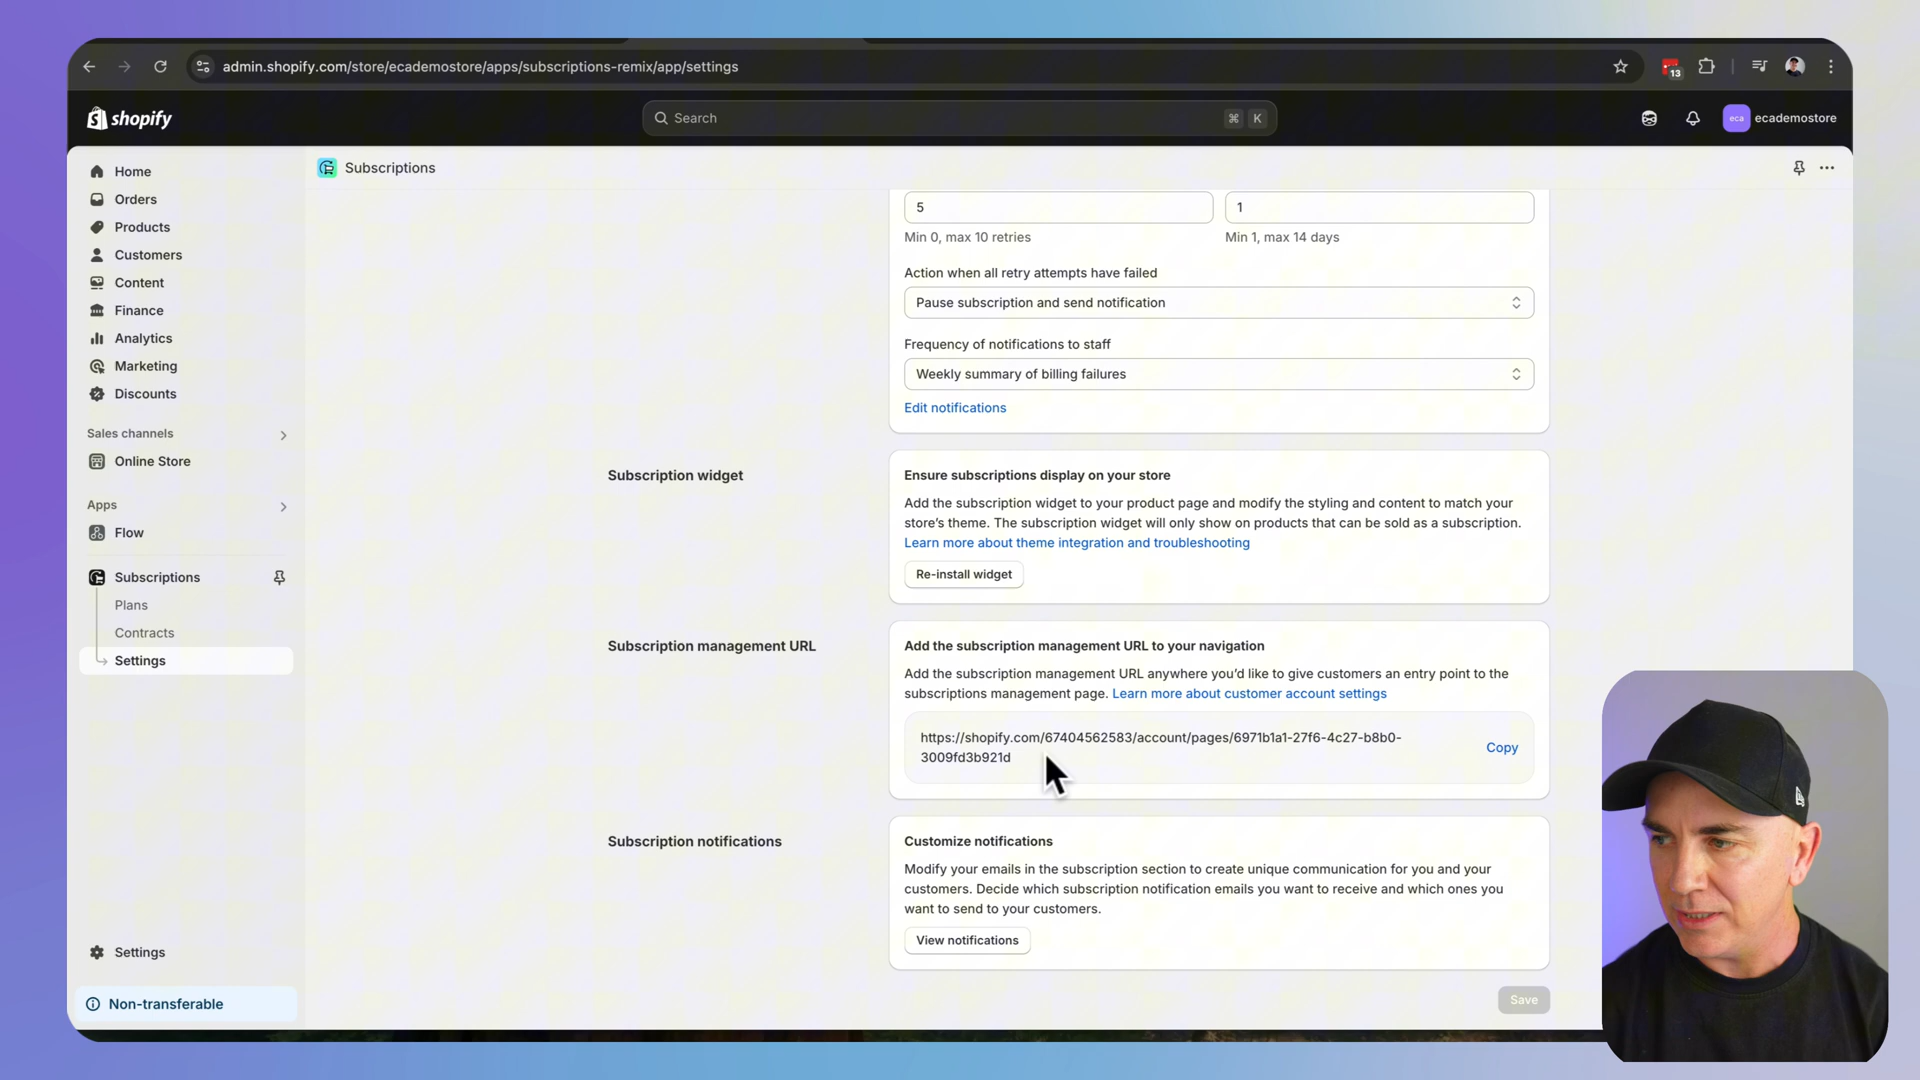 admin.shopify.com/store/ecademostore/apps/subscriptions-remix/app/settings
13
shopify
Search
⌘ K
eca
ecademostore
Home
Orders
Products
Customers
Content
Finance
Analytics
Marketing
Discounts
Sales channels
Online Store
Apps
Flow
Subscriptions
Plans
Contracts
Settings
Settings
Non-transferable
Subscriptions
5
1
Min 0, max 10 retries
Min 1, max 14 days
Action when all retry attempts have failed
Pause subscription and send notification
Frequency of notifications to staff
Weekly summary of billing failures
Edit notifications
Subscription widget
Ensure subscriptions display on your store
Add the subscription widget to your product page and modify the styling and content to match your
store’s theme. The subscription widget will only show on products that can be sold as a subscription.
Learn more about theme integration and troubleshooting
Re-install widget
Subscription management URL
Add the subscription management URL to your navigation
Add the subscription management URL anywhere you’d like to give customers an entry point to the
subscriptions management page. Learn more about customer account settings
https://shopify.com/67404562583/account/pages/6971b1a1-27f6-4c27-b8b0-
3009fd3b921d
Copy
Subscription notifications
Customize notifications
Modify your emails in the subscription section to create unique communication for you and your
customers. Decide which subscription notification emails you want to receive and which ones you
want to send to your customers.
View notifications
Save